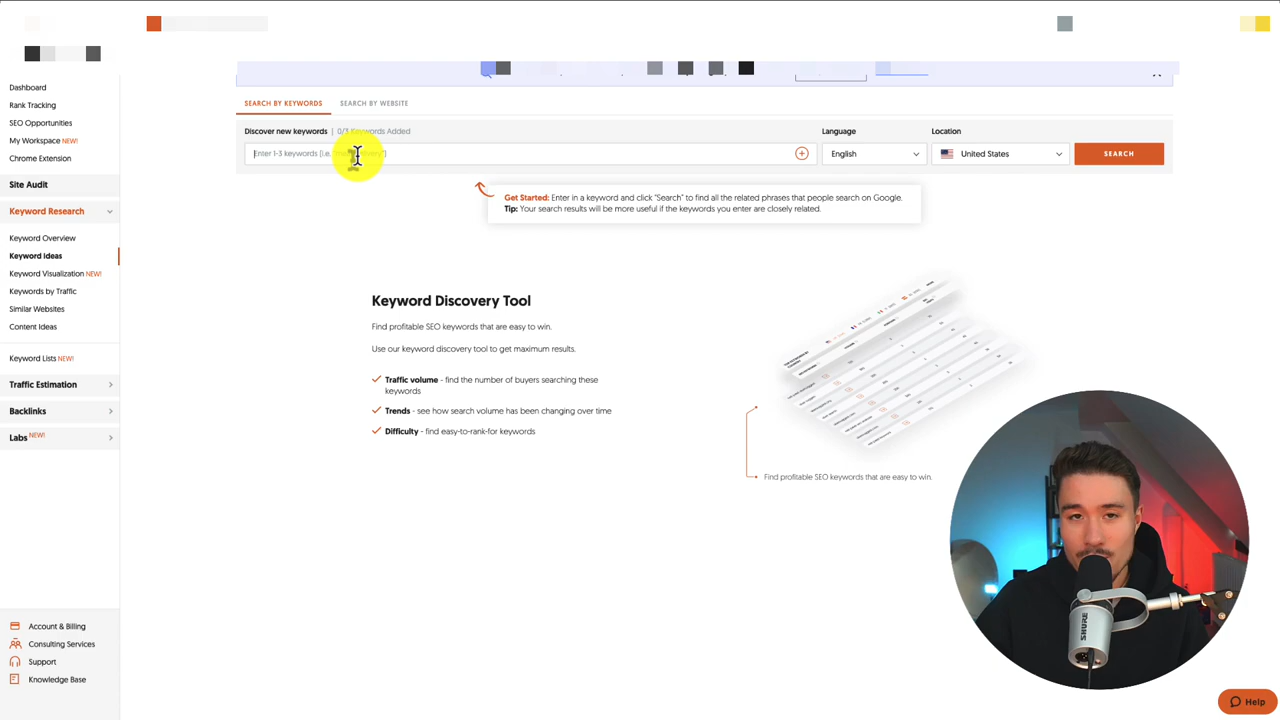 Dashboard
Rank Tracking
SEO Opportunities
My Workspace NEW!
Chrome Extension
Site Audit
Keyword Research
Keyword Overview
Keyword Ideas
Keyword Visualization NEW!
Keywords by Traffic
Similar Websites
Content Ideas
Keyword Lists NEW!
Traffic Estimation
Backlinks
Labs NEW!
Account & Billing
Consulting Services
Support
Knowledge Base
SEARCH BY KEYWORDS SEARCH BY WEBSITE
Discover new keywords | 0/3 Keywords Added
Language
Location
Enter 1-3 keywords (i.e.
English
United States
SEARCH
Get Started: Enter in a keyword and click "Search" to find all the related phrases that people search on Google.
Tip: Your search results will be more useful if the keywords you enter are closely related.
Keyword Discovery Tool
Find profitable SEO keywords that are easy to win.
Use our keyword discovery tool to get maximum results.
Traffic volume - find the number of buyers searching these
keywords
Trends - see how search volume has been changing over time
Difficulty - find easy-to-rank-for keywords
Find profitable SEO keywords that are easy to win.
SHURE
Help